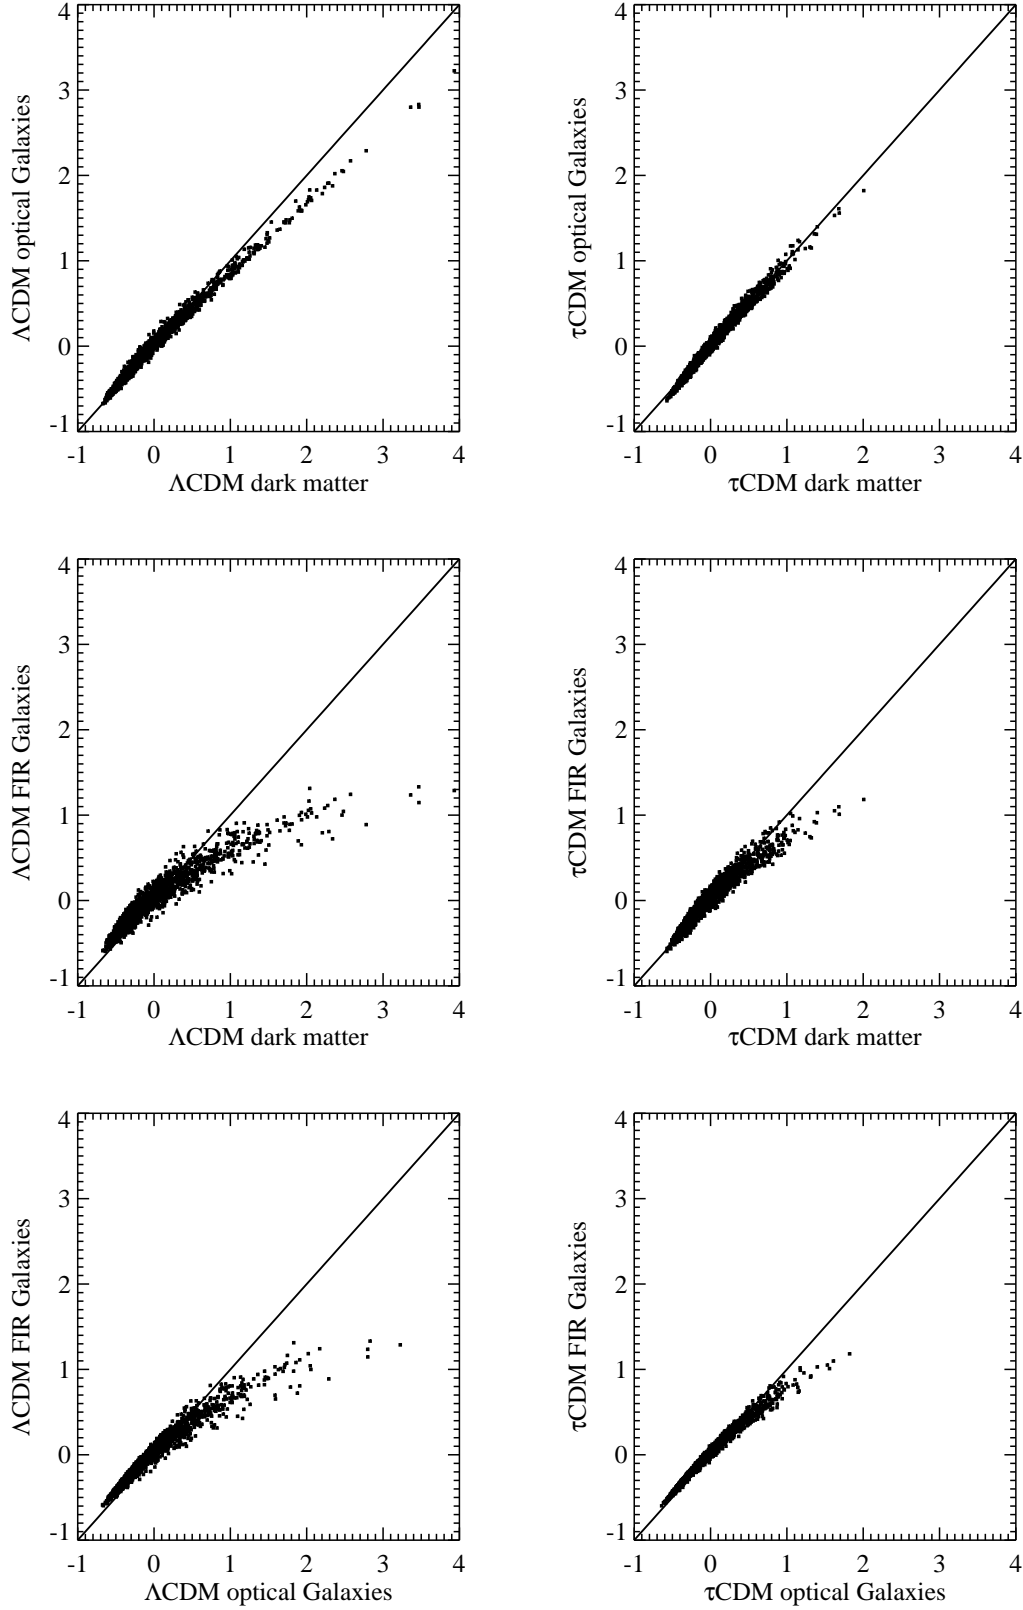 4 4
3 3
2 2
1 1
0 0
-1 -1
-1 0 1 2 3 4 -1 0 1 2 3 4
ΛCDM optical Galaxies τCDM optical Galaxies
ΛCDM dark matter τCDM dark matter
4 4
3 3
2 2
1 1
0 0
-1 -1
-1 0 1 2 3 4 -1 0 1 2 3 4
ΛCDM FIR Galaxies τCDM FIR Galaxies
ΛCDM dark matter τCDM dark matter
4 4
3 3
2 2
1 1
0 0
-1 -1
-1 0 1 2 3 4 -1 0 1 2 3 4
ΛCDM FIR Galaxies τCDM FIR Galaxies
ΛCDM optical Galaxies τCDM optical Galaxies